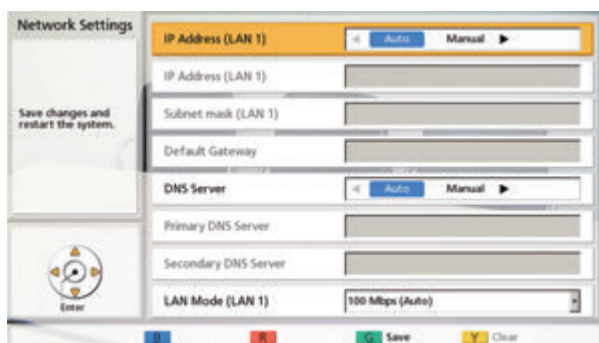 Network Settings
Save changes and
restart the system.
Enter
IP Address (LAN 1) Auto Manual
IP Address (LAN 1)
Subnet mask (LAN 1)
Default Gateway
DNS Server Auto Manual
Primary DNS Server
Secondary DNS Server
LAN Mode (LAN 1) 100 Mbps (Auto)
B R G Save Y Clear